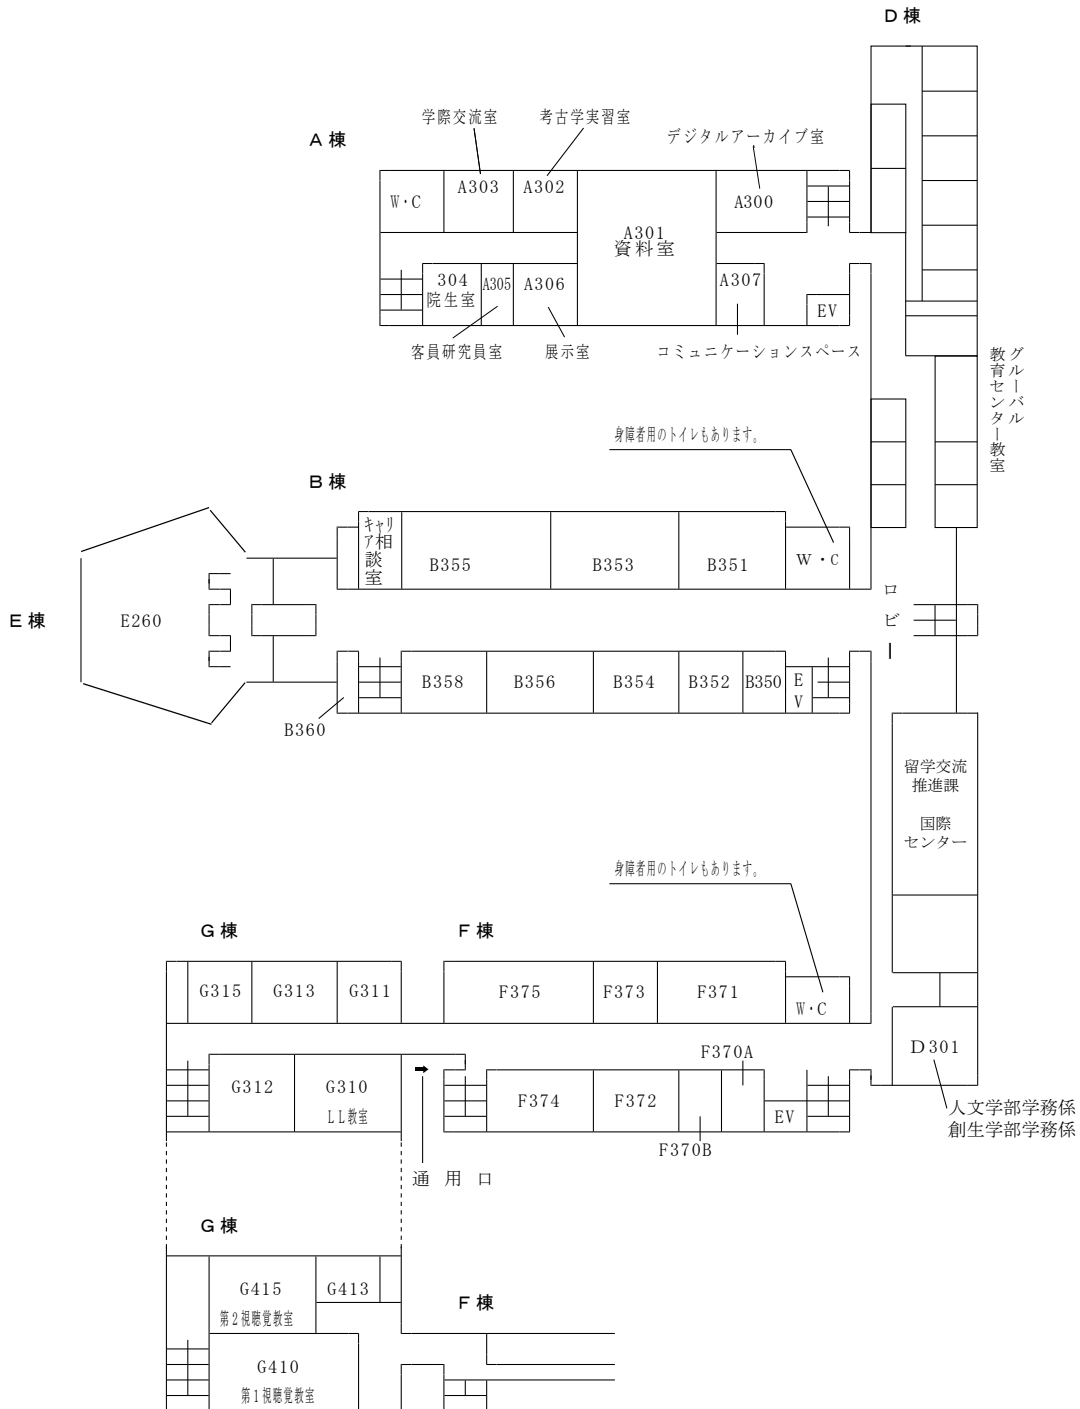 D棟
学際交流室
考古学実習室
デジタルアーカイブ室
A棟
W・C
A303
A302
A300
A301
資料室
304
院生室
A305
A306
A307
EV
客員研究員室
展示室
コミュニケーションスペース
グルーバル
教育センター教室
身障者用のトイレもあります。
B棟
キャリ
ア相
談
室
B355
B353
B351
W・C
E棟
E260
ロビー
B358
B356
B354
B352
B350
EV
B360
留学交流
推進課
国際
センター
身障者用のトイレもあります。
G棟
F棟
G315
G313
G311
F375
F373
F371
W・C
F370A
D301
G312
G310
LL教室
F374
F372
EV
人文学部学務係
創生学部学務係
F370B
通用口
G棟
G415
第2視聴覚教室
G413
F棟
G410
第1視聴覚教室